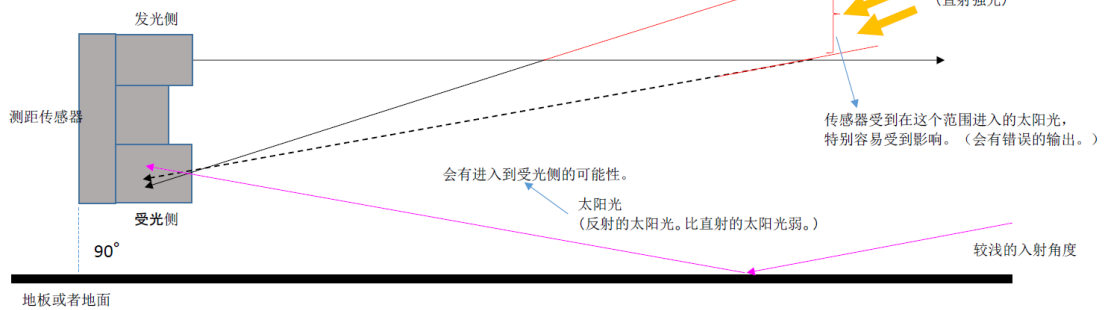 （直射强光）
发光侧
测距传感器
传感器受到在这个范围进入的太阳光，
特别容易受到影响。（会有错误的输出。）
会有进入到受光侧的可能性。
太阳光
（反射的太阳光。比直射的太阳光弱。）
受光侧
90°
较浅的入射角度
地板或者地面